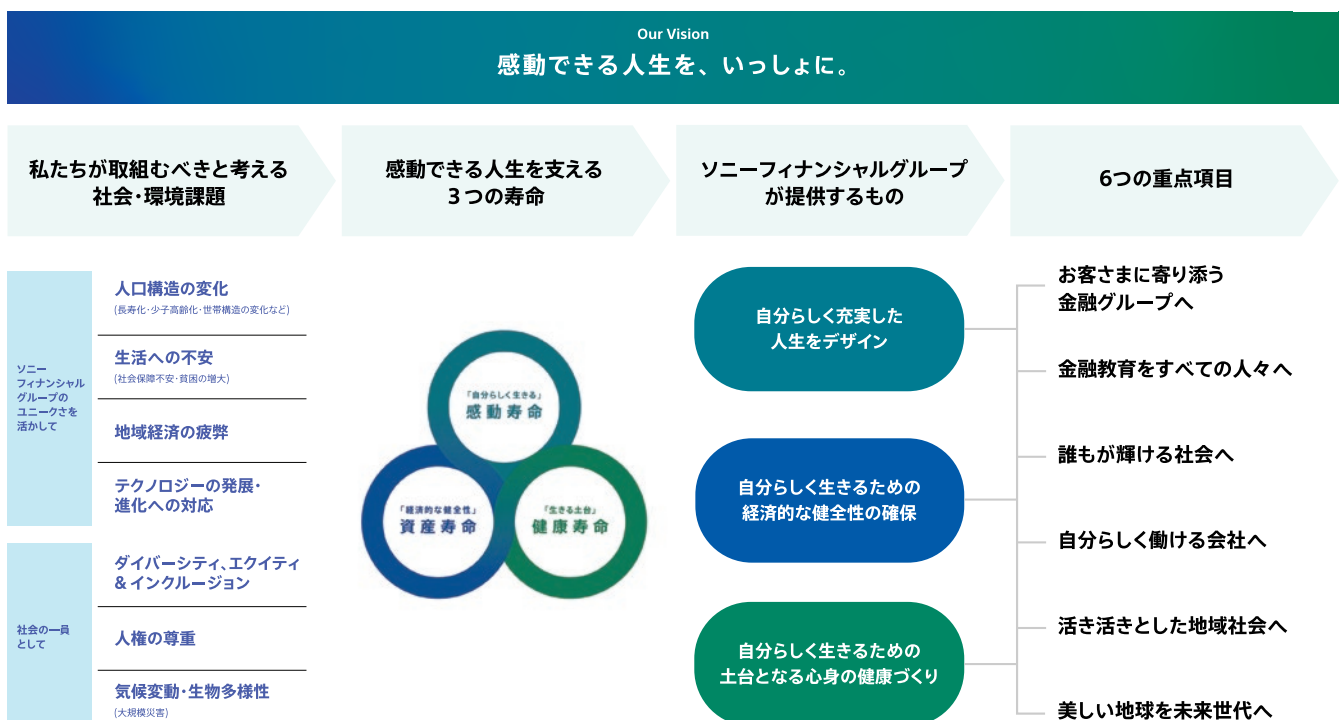 Our Vision
感動できる人生を、いっしょに。
私たちが取組むべきと考える
社会・環境課題
感動できる人生を支える
３つの寿命
ソニーフィナンシャルグループ
が提供するもの
6つの重点項目
ソニー
フィナンシャル
グループの
ユニークさを
活かして
人口構造の変化
(長寿化・少子高齢化・世帯構造の変化など)
生活への不安
(社会保障不安・貧困の増大)
地域経済の疲弊
テクノロジーの発展・
進化への対応
社会の一員
として
ダイバーシティ、エクイティ
& インクルージョン
人権の尊重
気候変動・生物多様性
(大規模災害)
「自分らしく生きる」
感動寿命
「経済的な健全性」
資産寿命
「生きる土台」
健康寿命
自分らしく充実した
人生をデザイン
自分らしく生きるための
経済的な健全性の確保
自分らしく生きるための
土台となる心身の健康づくり
お客さまに寄り添う
金融グループへ
金融教育をすべての人々へ
誰もが輝ける社会へ
自分らしく働ける会社へ
活き活きとした地域社会へ
美しい地球を未来世代へ